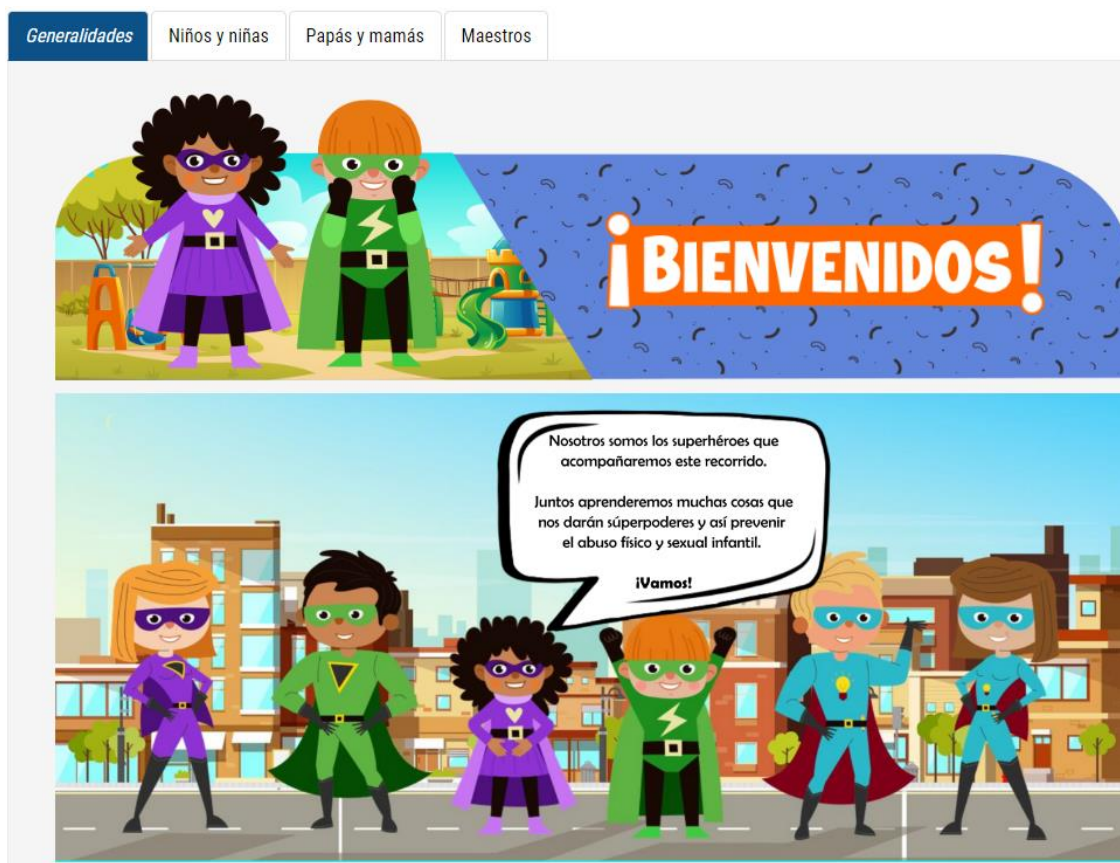 Generalidades
Niños y niñas
Papás y mamás
Maestros
¡BIENVENIDOS!
Nosotros somos los superhéroes que
acompañaremos este recorrido.
Juntos aprenderemos muchas cosas que
nos darán súperpoderes y así prevenir
el abuso físico y sexual infantil.
¡Vamos!